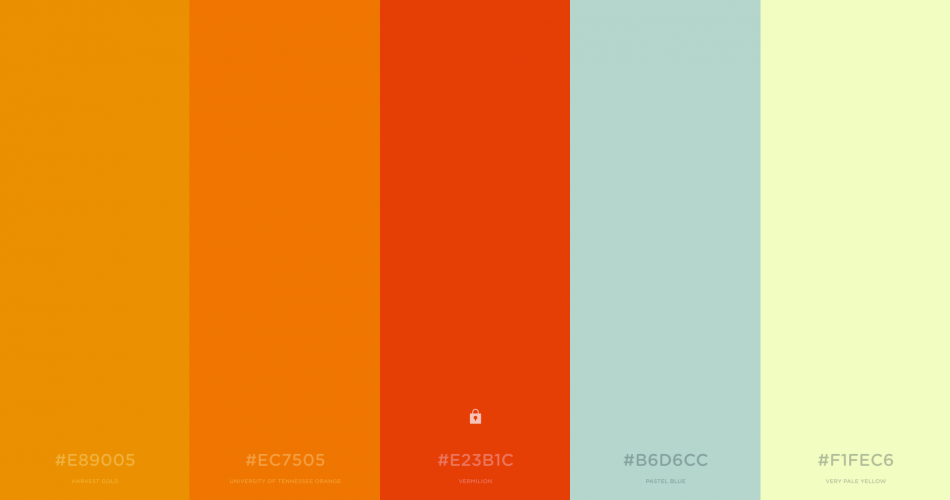 #E89005
HARVEST GOLD
#EC7505
UNIVERSITY OF TENNESSEE ORANGE
#E23B1C
VERMILION
#B6D6CC
PASTEL BLUE
#F1FEC6
VERY PALE YELLOW